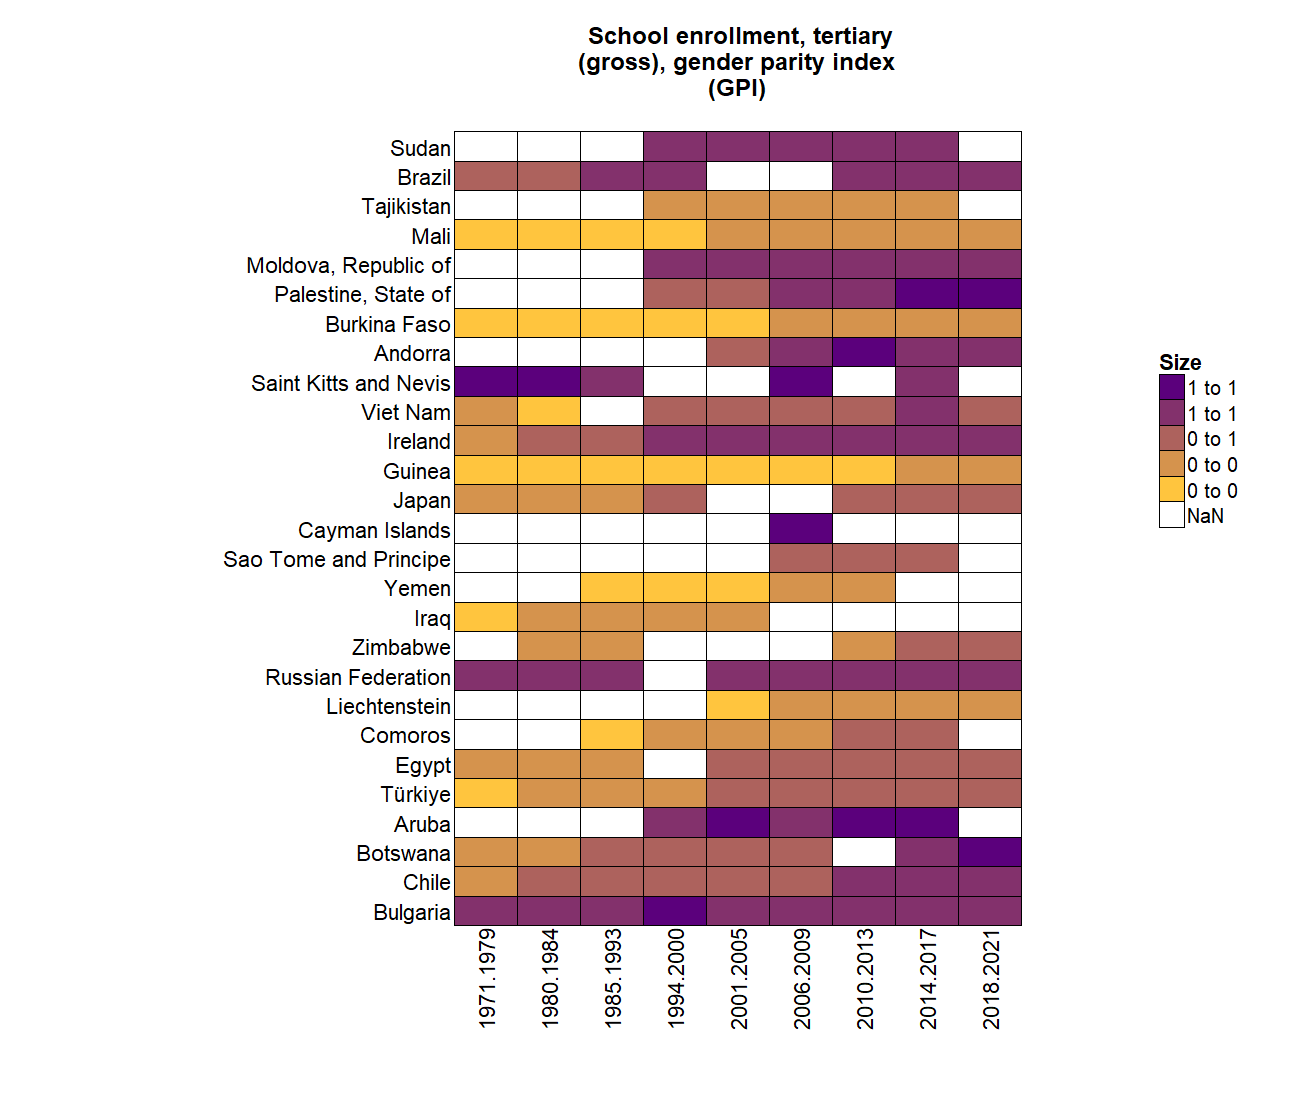 School enrollment, tertiary
(gross), gender parity index
(GPI)
Sudan
Brazil
Tajikistan
Mali
Moldova, Republic of
Palestine, State of
Burkina Faso
Andorra
Saint Kitts and Nevis
Viet Nam
Ireland
Guinea
Japan
Cayman Islands
Sao Tome and Principe
Yemen
Iraq
Zimbabwe
Russian Federation
Liechtenstein
Comoros
Egypt
Türkiye
Aruba
Botswana
Chile
Bulgaria
1971.1979
1980.1984
1985.1993
1994.2000
2001.2005
2006.2009
2010.2013
2014.2017
2018.2021
Size
1 to 1
1 to 1
0 to 1
0 to 0
0 to 0
NaN